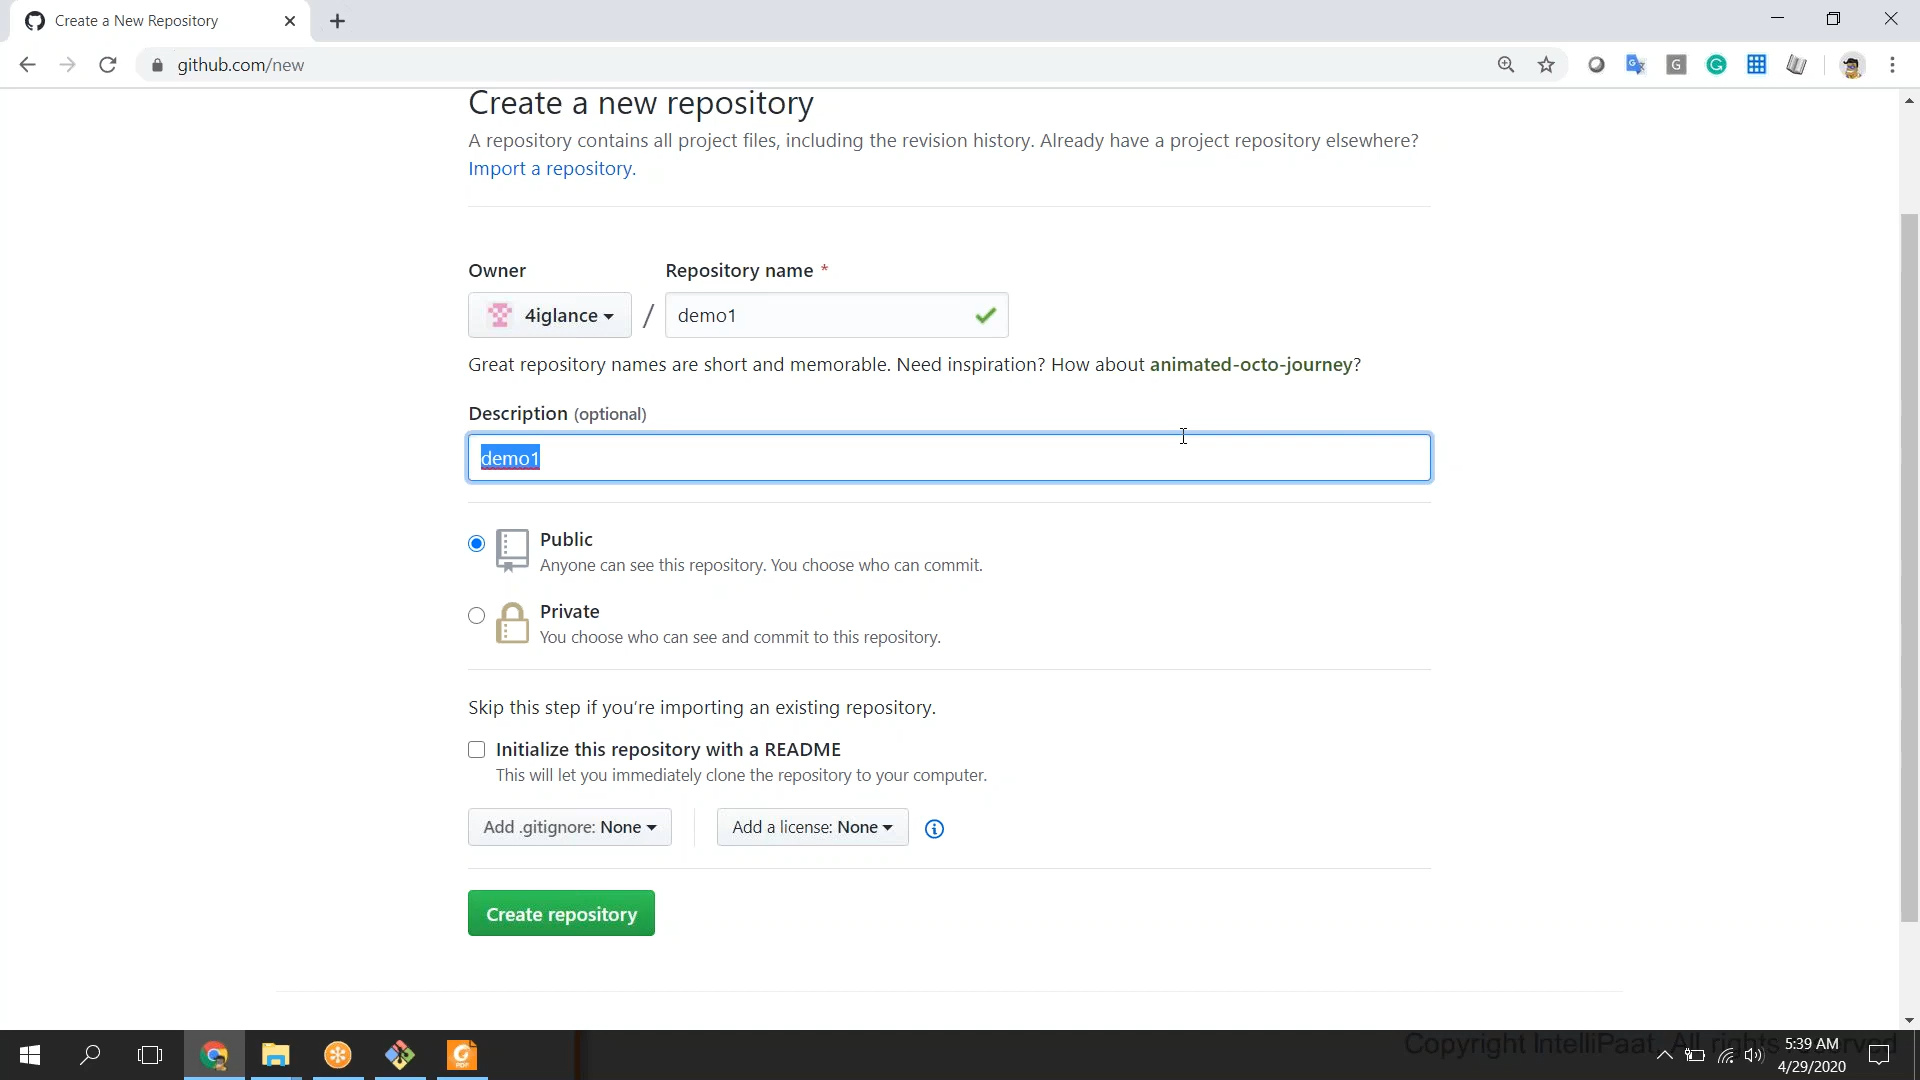 Create a New Repository
github.com/new
Create a new repository
A repository contains all project files, including the revision history. Already have a project repository elsewhere?
Import a repository.
Owner
Repository name *
4iglance
/
demo1
Great repository names are short and memorable. Need inspiration? How about animated-octo-journey?
Description (optional)
demo1
Public
Anyone can see this repository. You choose who can commit.
Private
You choose who can see and commit to this repository.
Skip this step if you're importing an existing repository.
Initialize this repository with a README
This will let you immediately clone the repository to your computer.
Add .gitignore: None
Add a license: None
Create repository
Copyright IntelliPaat, All rights reserved
5:39 AM
4/29/2020